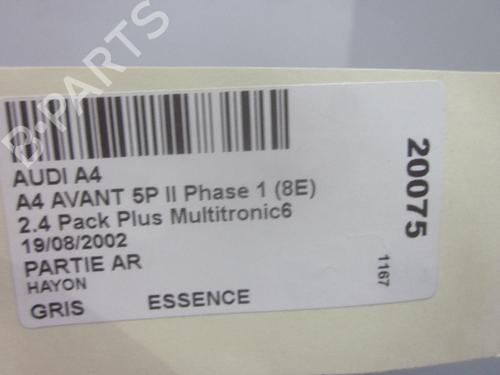 B-PARTS
AUDI A4
A4 AVANT 5P II Phase 1 (8E)
2.4 Pack Plus Multitronic6
19/08/2002
PARTIE AR
HAYON
GRIS ESSENCE
20075
1167